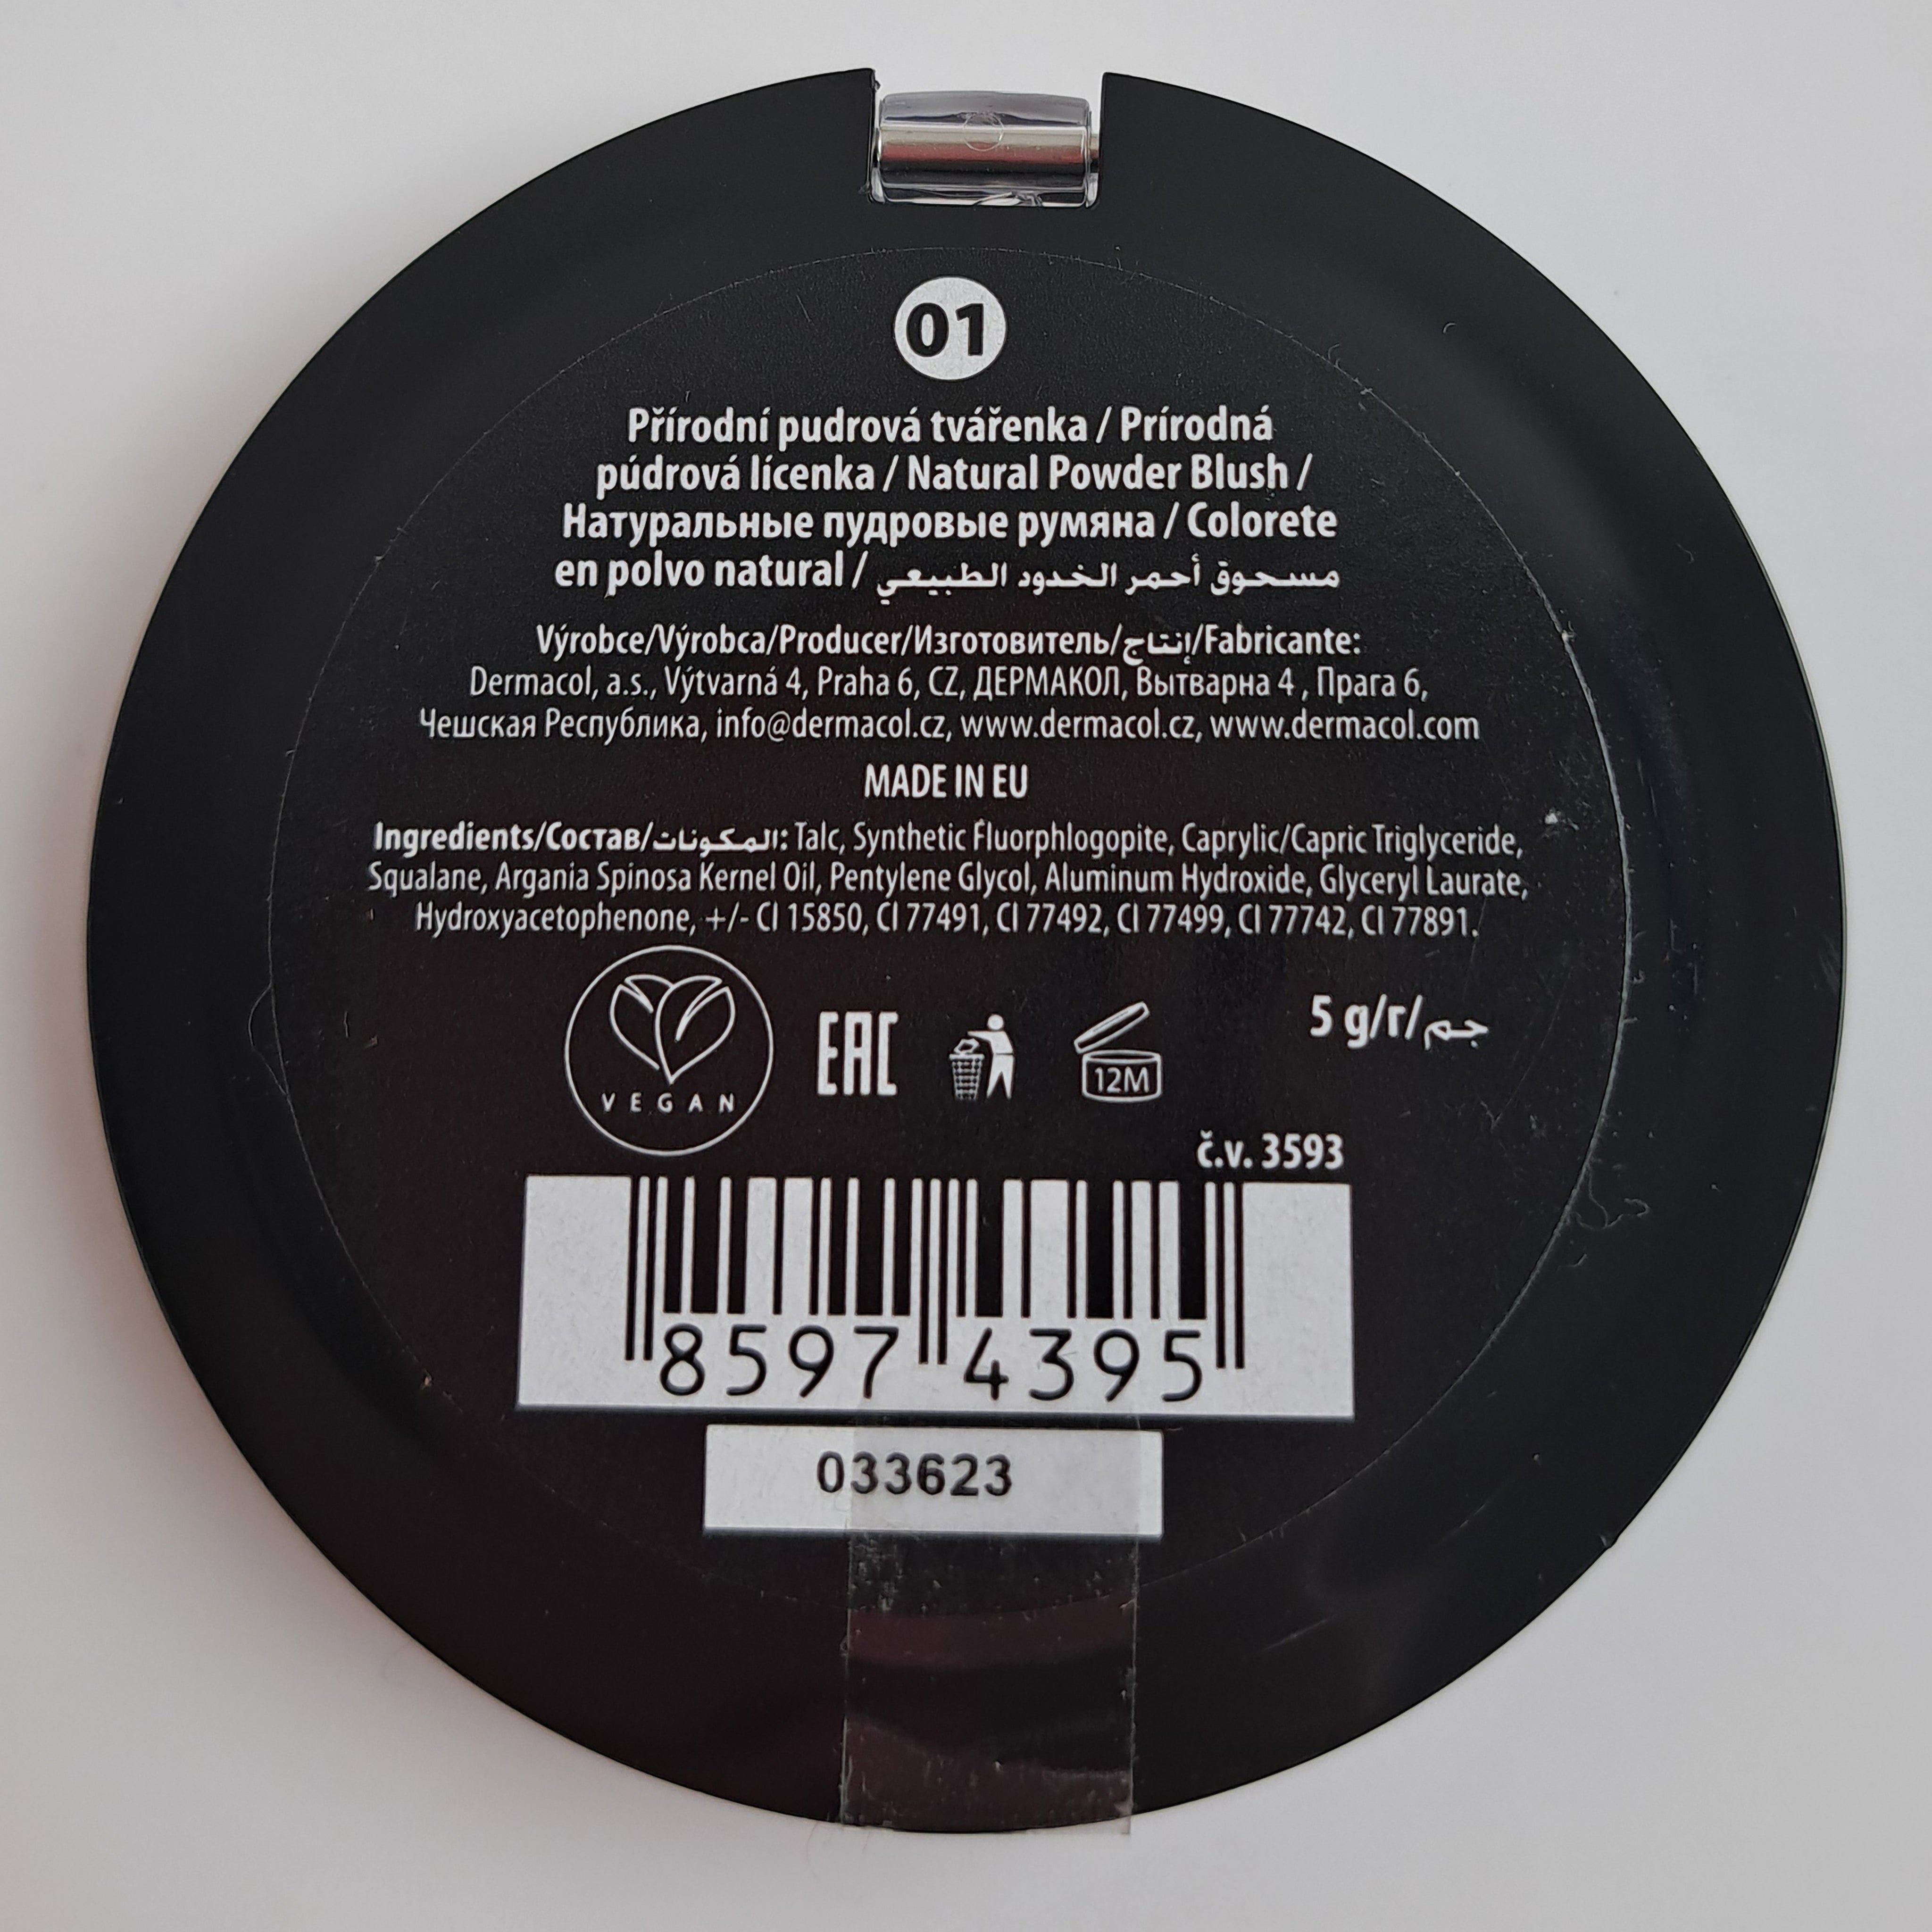 01
Přírodní pudrová tvářenka / Prírodná
púdrová lícenka / Natural Powder Blush /
Натуральные пудровые румяна / Colorete
en polvo natural / مسحوق أحمر الخدود الطبيعي
Výrobce/Výrobca/Producer/Изготовитель/إنتاج/Fabricante:
Dermacol, a.s., Výtvarná 4, Praha 6, CZ, ДЕРМАКОЛ, Вытварна 4 , Прага 6,
Чешская Республика, info@dermacol.cz, www.dermacol.cz, www.dermacol.com
MADE IN EU
Ingredients/Состав/المكونات: Talc, Synthetic Fluorphlogopite, Caprylic/Capric Triglyceride,
Squalane, Argania Spinosa Kernel Oil, Pentylene Glycol, Aluminum Hydroxide, Glyceryl Laurate,
Hydroxyacetophenone, +/- CI 15850, CI 77491, CI 77492, CI 77499, CI 77742, CI 77891.
VEGAN
EAC
12M
5 g/г/جم
č.v. 3593
8597 4395
033623